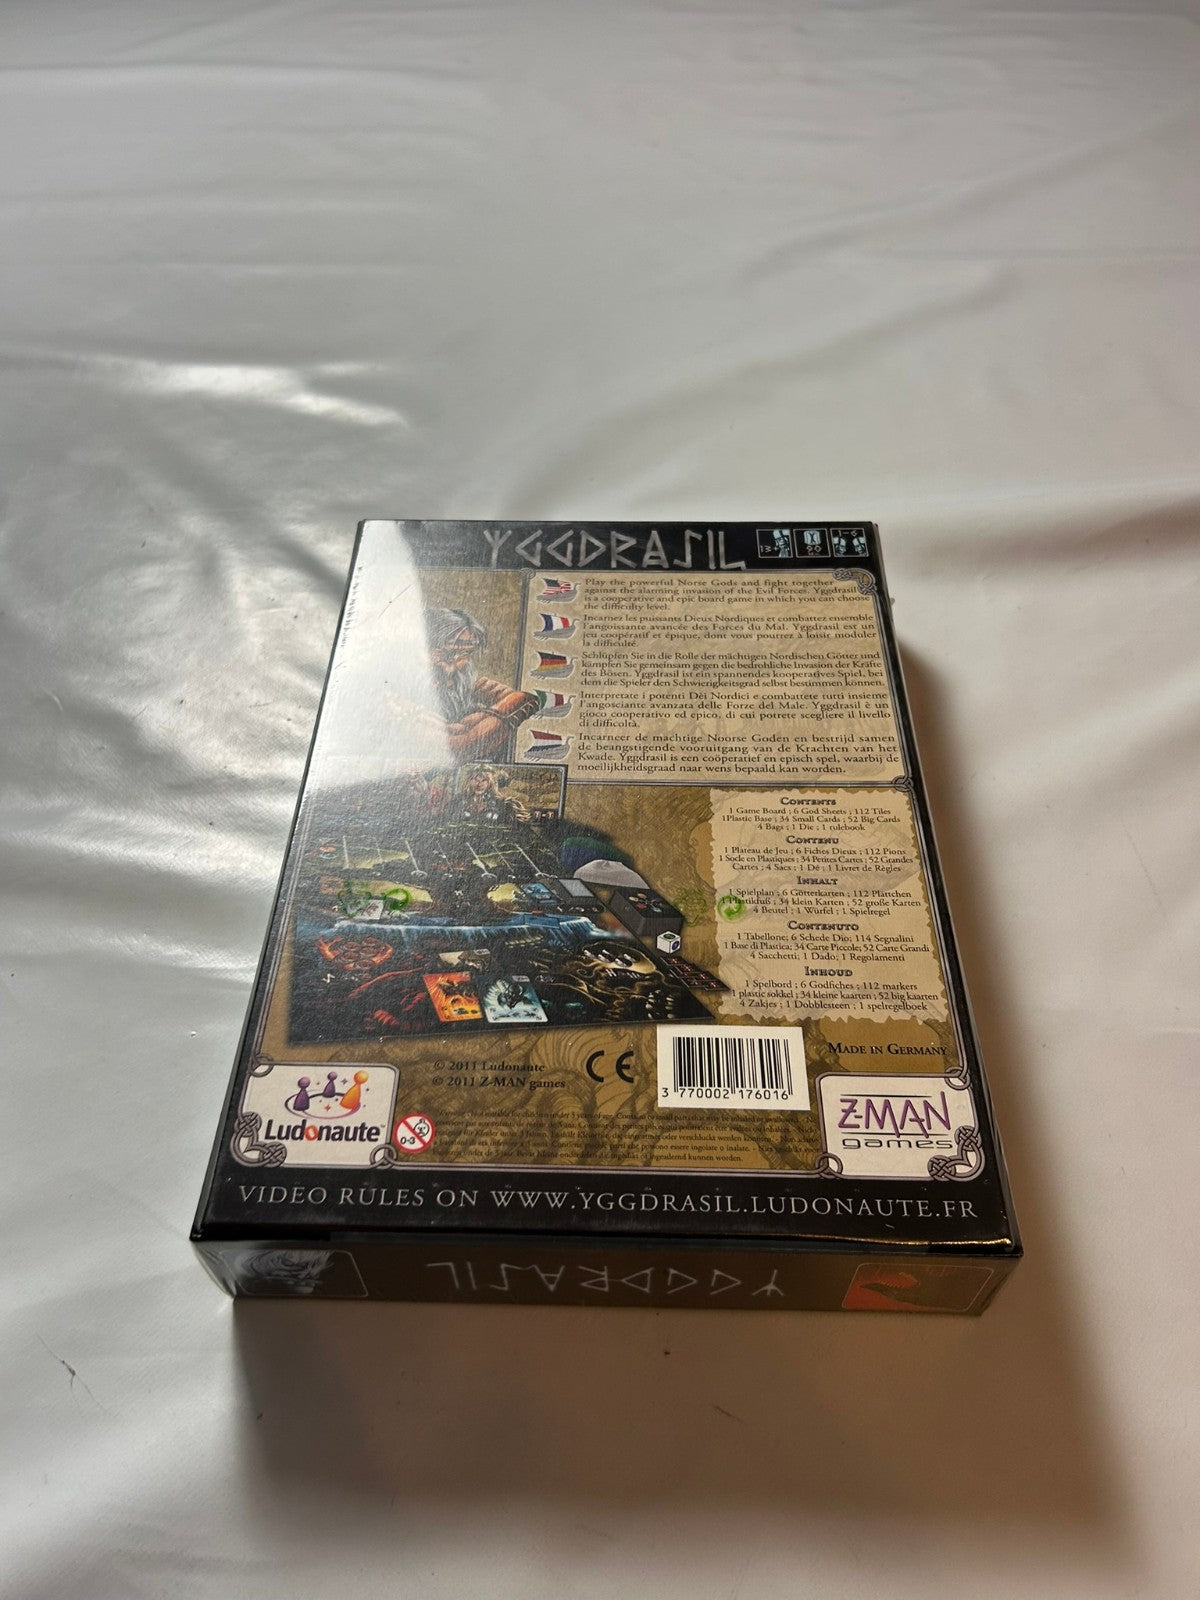 YGGDRASIL
13+
90
1-6
Play the powerful Norse Gods and fight together
against the alarming invasion of the Evil Forces. Yggdrasil
is a cooperative and epic board game in which you can choose
the difficulty level.
Incarnez les puissants Dieux Nordiques et combattez ensemble
l'angoissante avancée des Forces du Mal. Yggdrasil est un
jeu coopératif et épique, dont vous pourrez à loisir moduler
la difficulté.
Schlüpfen Sie in die Rolle der mächtigen Nordischen Götter und
kämpfen Sie gemeinsam gegen die bedrohliche Invasion der Kräfte
des Bösen. Yggdrasil ist ein spannendes kooperatives Spiel, bei
dem die Spieler den Schwierigkeitsgrad selbst bestimmen können.
Interpretate i potenti Dèi Nordici e combattete tutti insieme
l'angosciante avanzata delle Forze del Male. Yggdrasil è un
gioco cooperativo ed epico, di cui potrete scegliere il livello
di difficoltà.
Incarneer de machtige Noorse Goden en bestrijd samen
de beangstigende vooruitgang van de Krachten van het
Kwade. Yggdrasil is een coöperatief en episch spel, waarbij de
moeilijkheidsgraad naar wens bepaald kan worden.
Contents
1 Game Board ; 6 God Sheets ; 112 Tiles
1Plastic Base ; 34 Small Cards ; 52 Big Cards
4 Bags ; 1 Die ; 1 rulebook
Contenu
1 Plateau de Jeu ; 6 Fiches Dieux ; 112 Pions
1 Socle en Plastiques ; 34 Petites Cartes ; 52 Grandes
Cartes ; 4 Sacs ; 1 Dé ; 1 Livret de Règles
Inhalt
1 Spielplan ; 6 Götterkarten ; 112 Plättchen
1 Plastikfuß ; 34 klein Karten ; 52 große Karten
4 Beutel ; 1 Würfel ; 1 Spielregel
Contenuto
1 Tabellone; 6 Schede Dio; 114 Segnalini
1 Base di Plastica; 34 Carte Piccole; 52 Carte Grandi
4 Sacchetti; 1 Dado; 1 Regolamenti
Inhoud
1 Spelbord ; 6 Godfiches ; 112 markers
1 plastic sokkel ; 34 kleine kaarten ; 52 big kaarten
4 Zakjes ; 1 Dobblesteen ; 1 spelregelboek
© 2011 Ludonaute
© 2011 Z-MAN games
CE
3 770002 176016
Made in Germany
Ludonaute
0-3
Z-MAN
games
VIDEO RULES ON WWW.YGGDRASIL.LUDONAUTE.FR
YGGDRASIL